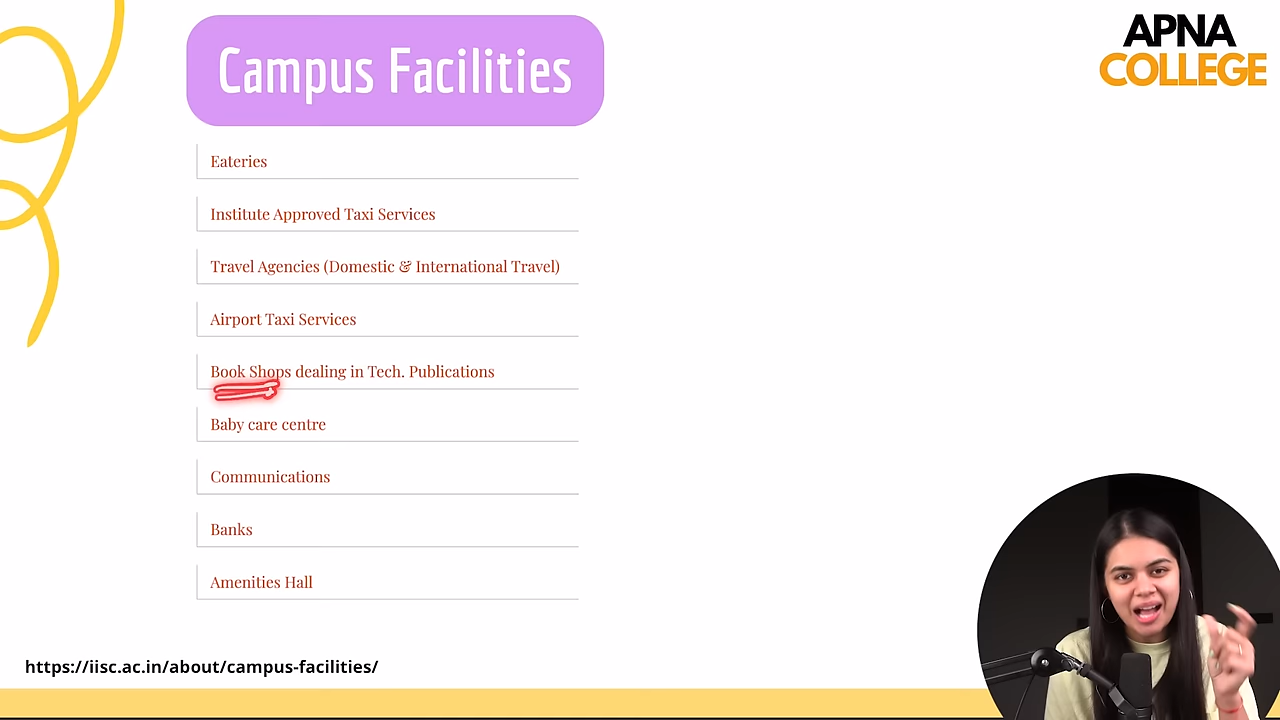 Campus Facilities
APNA
COLLEGE
Eateries
Institute Approved Taxi Services
Travel Agencies (Domestic & International Travel)
Airport Taxi Services
Book Shops dealing in Tech. Publications
Baby care centre
Communications
Banks
Amenities Hall
https://iisc.ac.in/about/campus-facilities/